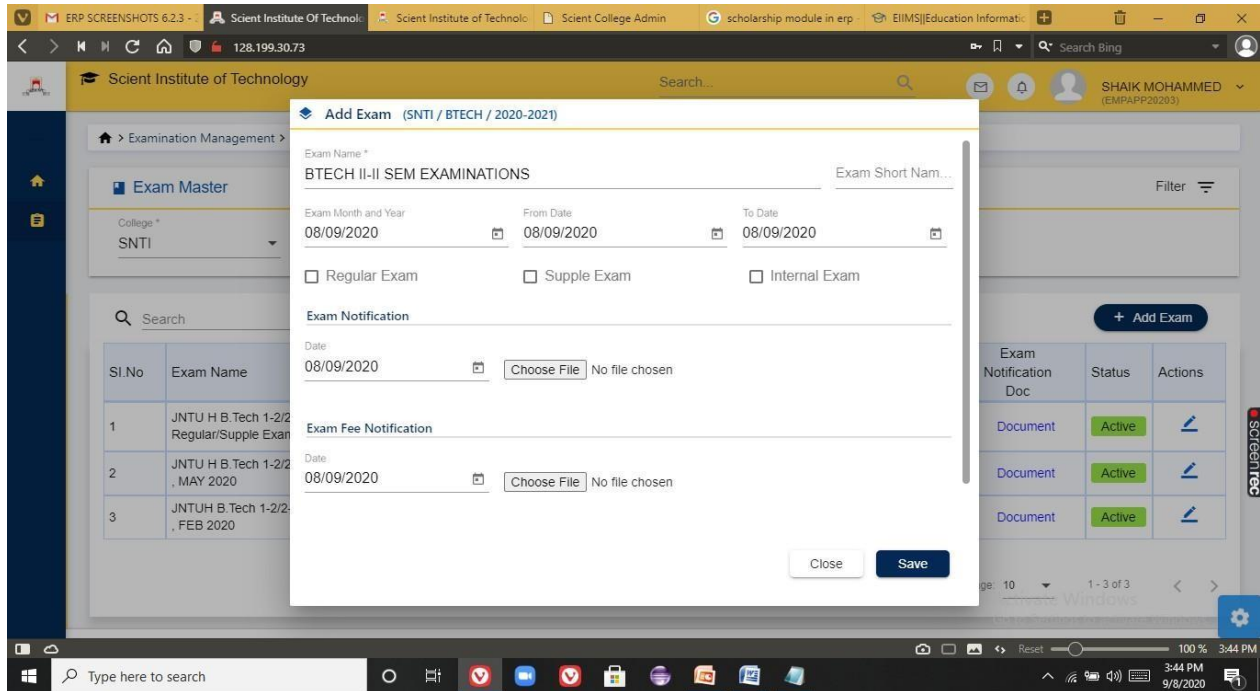 ERP SCREENSHOTS 6.2.3 - 
Scient Institute Of Technolo
Scient Institute of Technolo
Scient College Admin
scholarship module in erp -
EIIMS||Education Informatic
128.199.30.73
Search Bing
Scient Institute of Technology
Search...
SHAIK MOHAMMED
(EMPAPP20203)
> Examination Management >
Exam Master
Filter
College *
SNTI
Search
+ Add Exam
Add Exam (SNTI / BTECH / 2020-2021)
Exam Name *
BTECH II-II SEM EXAMINATIONS
Exam Short Nam...
Exam Month and Year
From Date
To Date
08/09/2020
08/09/2020
08/09/2020
Regular Exam
Supple Exam
Internal Exam
Exam Notification
Date
08/09/2020
Choose File No file chosen
Exam Fee Notification
Date
08/09/2020
Choose File No file chosen
Close
Save
Sl.No
Exam Name
Exam
Notification
Doc
Status
Actions
1
JNTU H B.Tech 1-2/2
Regular/Supple Exan
Document
Active
2
JNTU H B.Tech 1-2/2
, MAY 2020
Document
Active
3
JNTUH B.Tech 1-2/2-
, FEB 2020
Document
Active
age: 10
1 - 3 of 3
Activate Windows
screenrec
Reset
100 %
3:44 PM
Type here to search
3:44 PM
9/8/2020